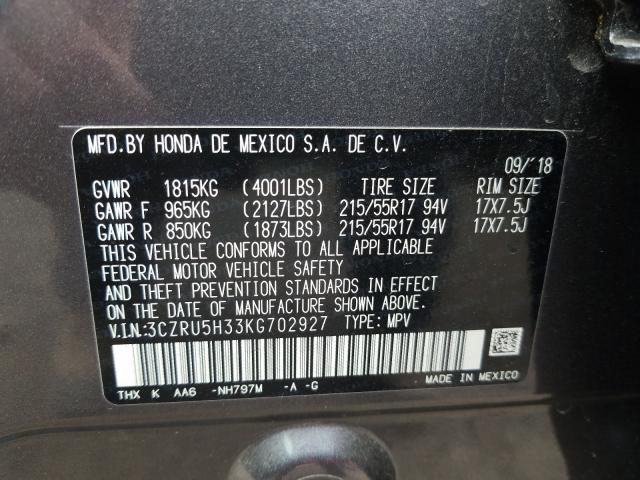 MFD.BY HONDA DE MEXICO S.A. DE C.V.
09/'18
GVWR 1815KG (4001LBS) TIRE SIZE RIM SIZE
GAWR F 965KG (2127LBS) 215/55R17 94V 17X7.5J
GAWR R 850KG (1873LBS) 215/55R17 94V 17X7.5J
THIS VEHICLE CONFORMS TO ALL APPLICABLE
FEDERAL MOTOR VEHICLE SAFETY
AND THEFT PREVENTION STANDARDS IN EFFECT
ON THE DATE OF MANUFACTURE SHOWN ABOVE.
V.I.N:3CZRU5H33KG702927 TYPE: MPV
THX K AA6 -NH797M -A -G
MADE IN MEXICO